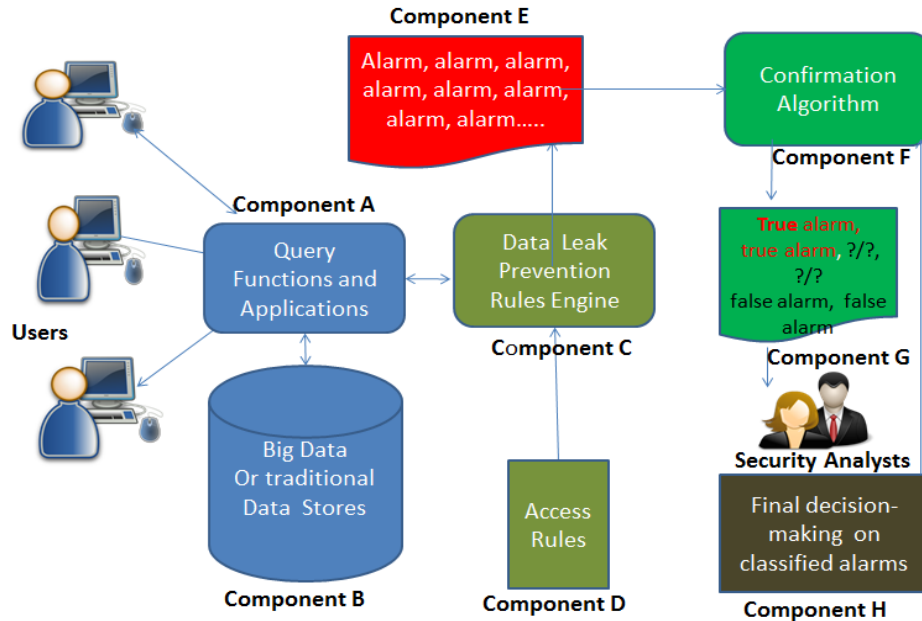 Component E
Alarm, alarm, alarm,
alarm, alarm, alarm,
alarm, alarm.....
Confirmation
Algorithm
Component F
Component A
Query
Functions and
Applications
Data Leak
Prevention
Rules Engine
Component C
True alarm,
true alarm, ?/?,
?/?
false alarm, false
alarm
Component G
Users
Big Data
Or traditional
Data Stores
Component B
Access
Rules
Component D
Security Analysts
Final decision-
making on
classified alarms
Component H